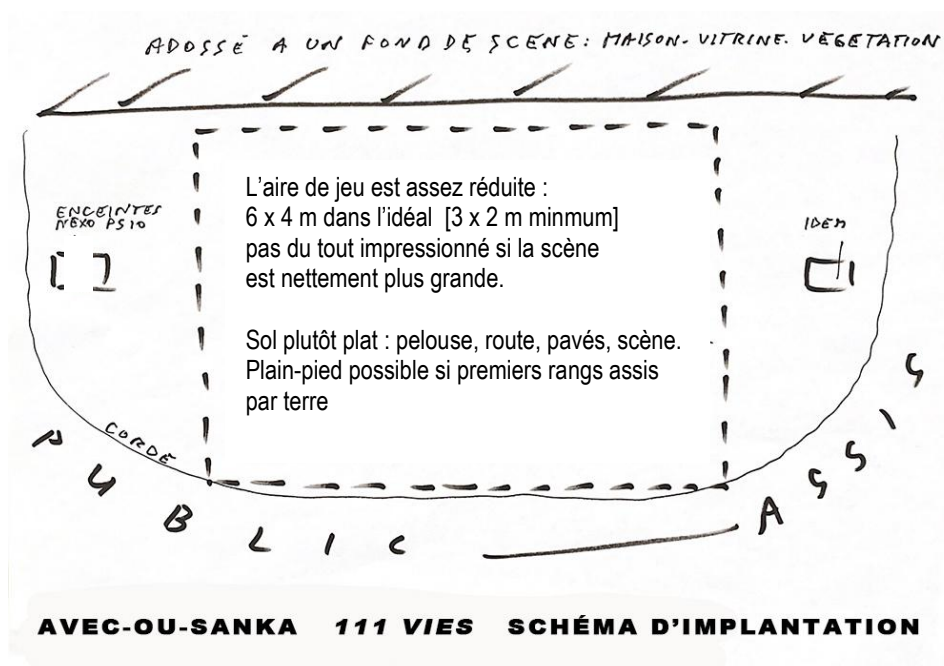 ADOSSÉ A UN FOND DE SCENE: MAISON. VITRINE. VEGETATION
ENCEINTES
NEXO PS10
IDEM
L'aire de jeu est assez réduite :
6 x 4 m dans l'idéal  [3 x 2 m minmum]
pas du tout impressionné si la scène
est nettement plus grande.
Sol plutôt plat : pelouse, route, pavés, scène.
Plain-pied possible si premiers rangs assis
par terre
CORDE
PUBLIC ASSIS
AVEC-OU-SANKA 111 VIES SCHÉMA D'IMPLANTATION